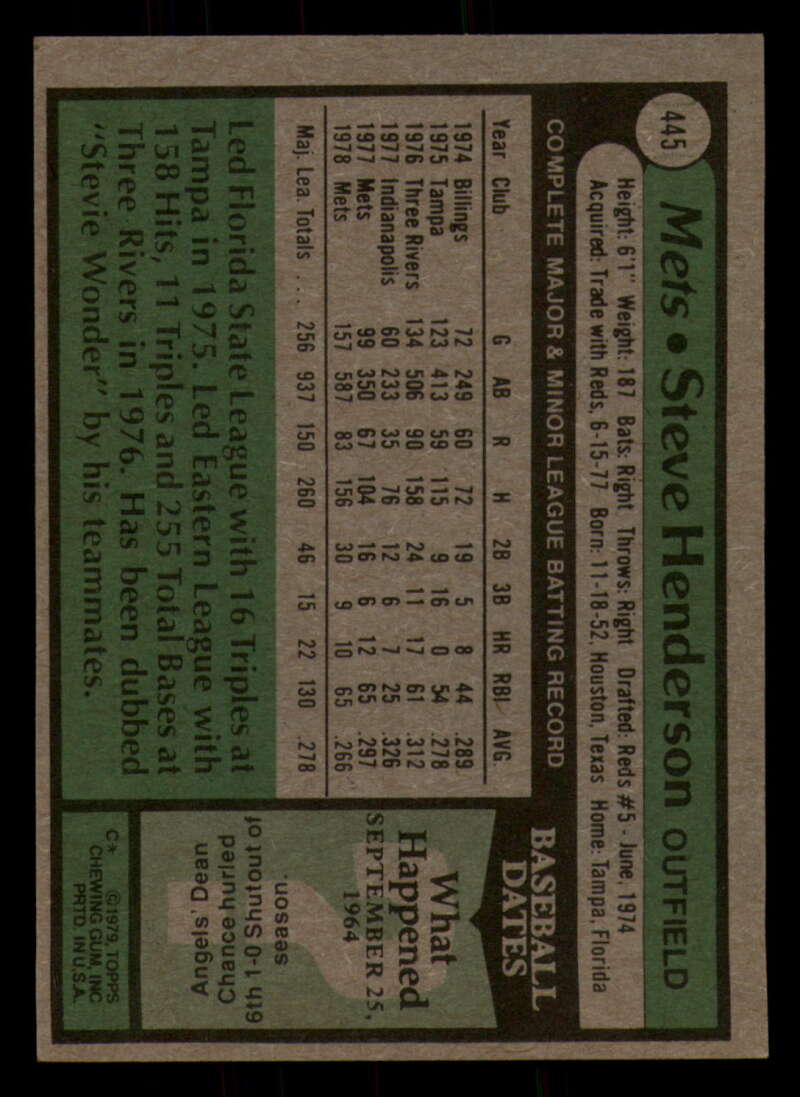 445
Mets • Steve Henderson OUTFIELD
Height: 6'1" Weight: 187 Bats: Right Throws: Right Drafted: Reds #5 - June, 1974
Acquired: Trade with Reds, 6-15-77 Born: 11-18-52, Houston, Texas Home: Tampa, Florida
COMPLETE MAJOR & MINOR LEAGUE BATTING RECORD
Year Club G AB R H 2B 3B HR RBI AVG.
1974 Billings 72 249 60 72 19 5 8 44 .289
1975 Tampa 123 413 59 115 9 16 0 54 .278
1976 Three Rivers 134 506 90 158 24 11 17 61 .312
1977 Indianapolis 60 233 35 76 12 6 7 25 .326
1977 Mets 99 350 67 104 16 6 12 65 .297
1978 Mets 157 587 83 156 30 9 10 65 .266
Maj. Lea. Totals . . . 256 937 150 260 46 15 22 130 .278
Led Florida State League with 16 Triples at
Tampa in 1975. Led Eastern League with
158 Hits, 11 Triples and 255 Total Bases at
Three Rivers in 1976. Has been dubbed
"Stevie Wonder" by his teammates.
BASEBALL
DATES
What
Happened
SEPTEMBER 25,
1964
?
Angels' Dean
Chance hurled
6th 1-0 Shutout of
season.
C* ©1979, TOPPS
CHEWING GUM, INC
PRTD. IN U.S.A.